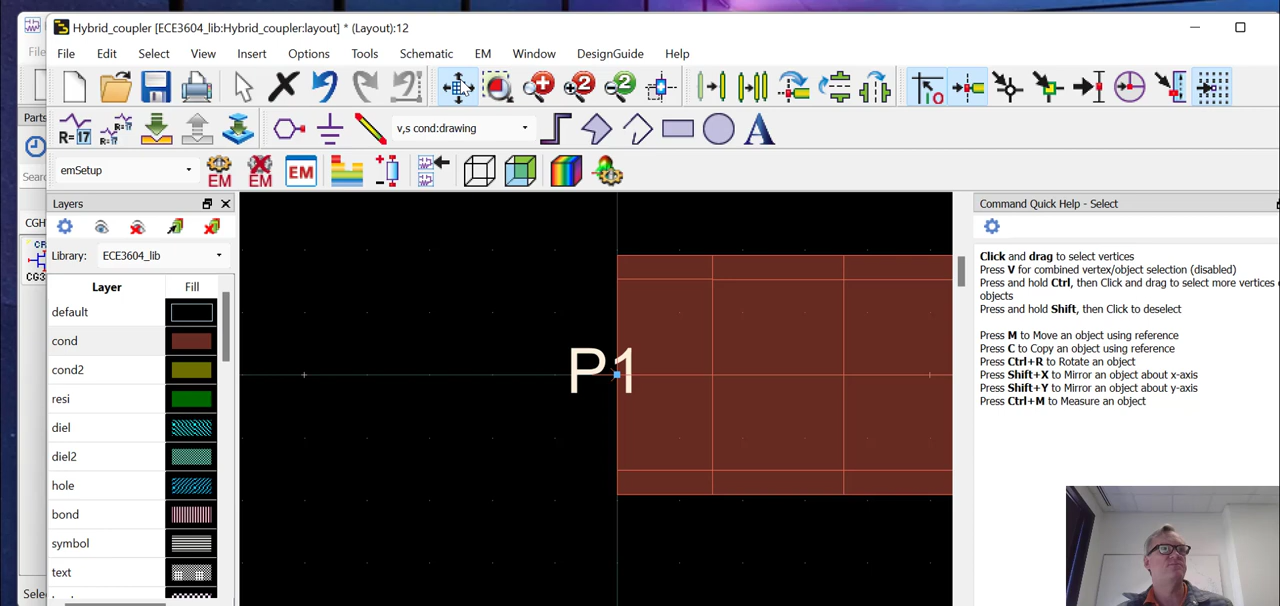 Hybrid_coupler [ECE3604_lib:Hybrid_coupler:layout] * (Layout):12
File Edit Select View Insert Options Tools Schematic EM Window DesignGuide Help
R=17
v,s cond:drawing
emSetup
EM EM EM
Layers
Library: ECE3604_lib
Layer Fill
default
cond
cond2
resi
diel
diel2
hole
bond
symbol
text
P1
Command Quick Help - Select
Click and drag to select vertices
Press V for combined vertex/object selection (disabled)
Press and hold Ctrl, then Click and drag to select more vertices
objects
Press and hold Shift, then Click to deselect
Press M to Move an object using reference
Press C to Copy an object using reference
Press Ctrl+R to Rotate an object
Press Shift+X to Mirror an object about x-axis
Press Shift+Y to Mirror an object about y-axis
Press Ctrl+M to Measure an object
File
Parts
Sear
CGH
CR
CG3
Sele